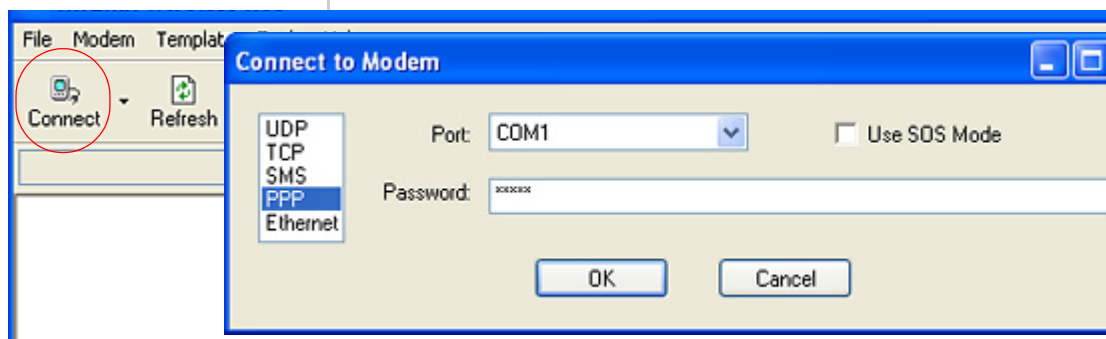 File Modem
Connect to Modem
Connect
Refresh
UDP
TCP
SMS
PPP
Ethernet
Port: COM1
Use SOS Mode
Password: xxxxx
OK
Cancel